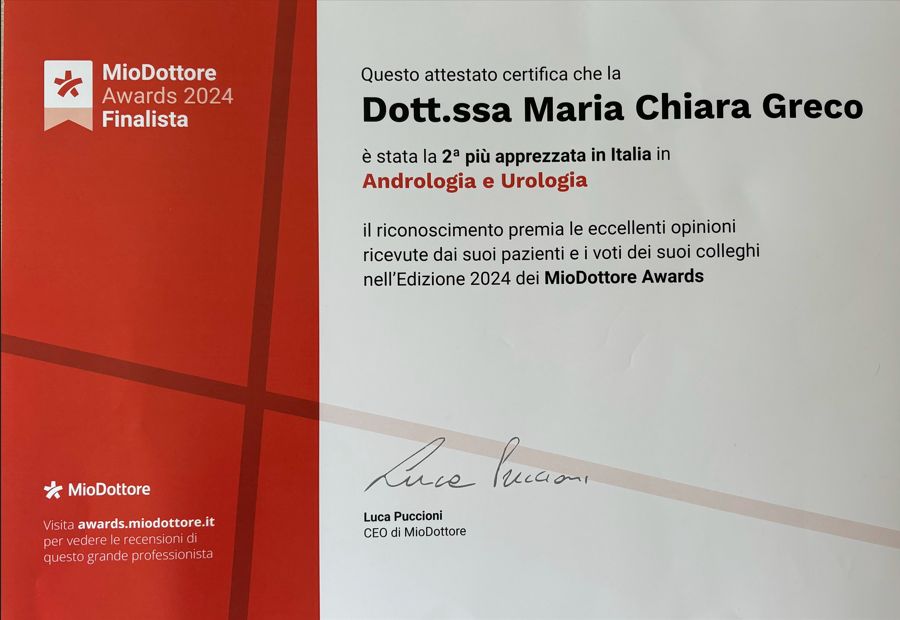 MioDottore
Awards 2024
Finalista
Questo attestato certifica che la
Dott.ssa Maria Chiara Greco
è stata la 2ª più apprezzata in Italia in
Andrologia e Urologia
il riconoscimento premia le eccellenti opinioni
ricevute dai suoi pazienti e i voti dei suoi colleghi
nell'Edizione 2024 dei MioDottore Awards
Luca Puccioni
Luca Puccioni
CEO di MioDottore
MioDottore
Visita awards.miodottore.it
per vedere le recensioni di
questo grande professionista